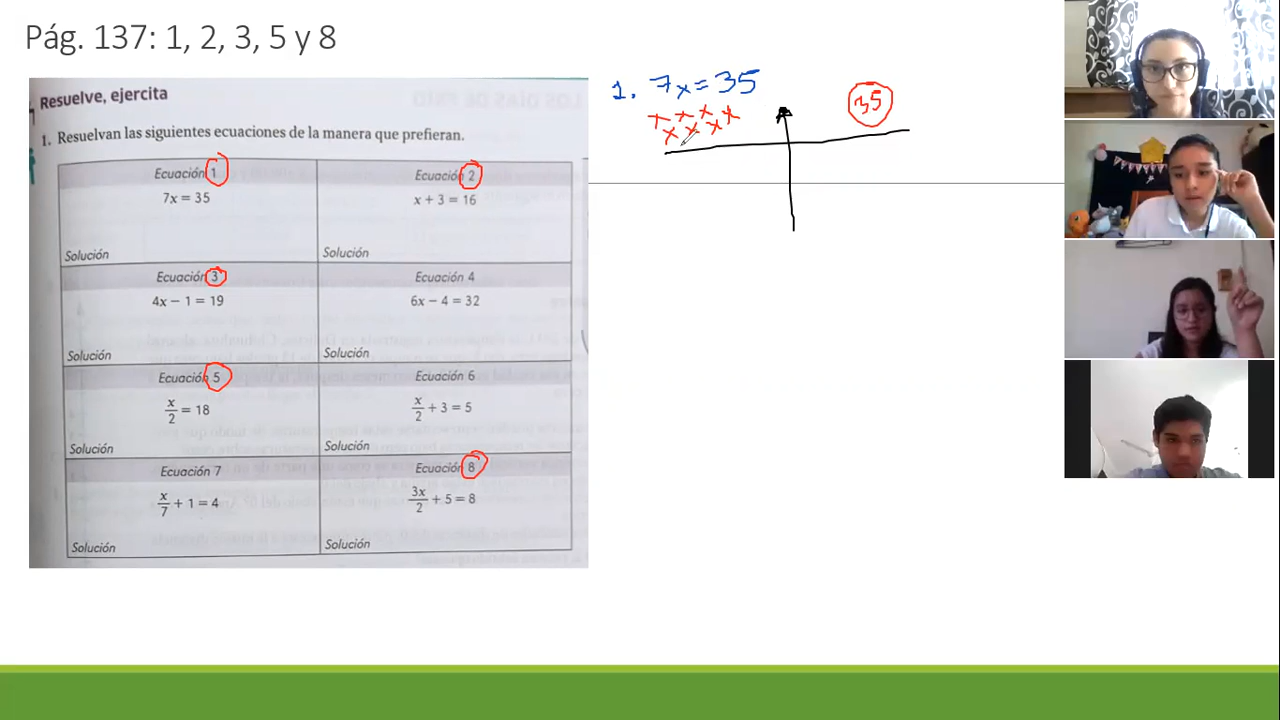 Pág. 137: 1, 2, 3, 5 y 8
Resuelve, ejercita
1. Resuelvan las siguientes ecuaciones de la manera que prefieran.
Ecuación 1
7x = 35
Solución
Ecuación 2
x + 3 = 16
Solución
Ecuación 3
4x − 1 = 19
Solución
Ecuación 4
6x − 4 = 32
Solución
Ecuación 5
x/2 = 18
Solución
Ecuación 6
x/2 + 3 = 5
Solución
Ecuación 7
x/7 + 1 = 4
Solución
Ecuación 8
3x/2 + 5 = 8
Solución
1. 7x = 35
x x x x
x x x
35